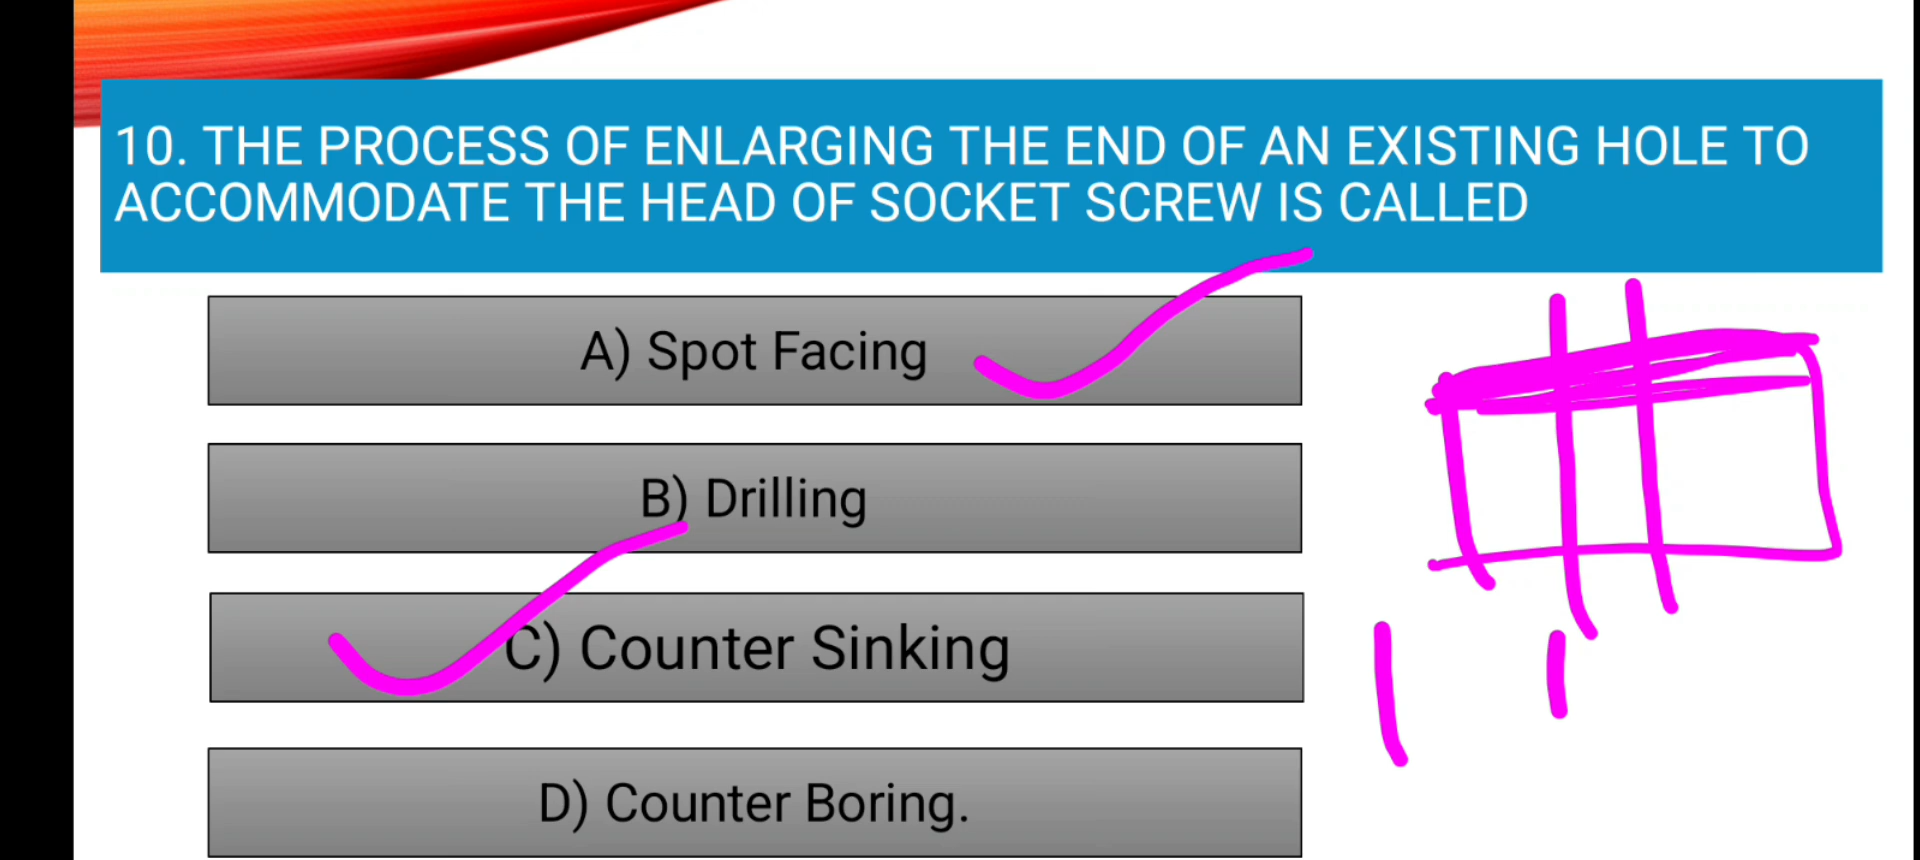 10. THE PROCESS OF ENLARGING THE END OF AN EXISTING HOLE TO
ACCOMMODATE THE HEAD OF SOCKET SCREW IS CALLED
A) Spot Facing
B) Drilling
C) Counter Sinking
D) Counter Boring.